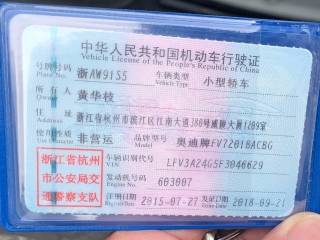 中华人民共和国机动车行驶证
Vehicle License of the People's Republic of China
号牌号码 浙AW91S5 车辆类型 小型轿车
Plate No. Vehicle Type
所有人 黄华枝
Owner
住址 浙江省杭州市滨江区江南大道380号 大厦1209室
Address
使用性质 非营运 品牌型号 奥迪牌FV7201BACBG
Use Character Model
浙江省杭州市公安局交通警察支队
车辆识别代号 LFV3A24G5F3046629
VIN
发动机号码 603007
Engine No.
注册日期 2015-07-27 发证日期 2018-09-21
Register Date Issue Date